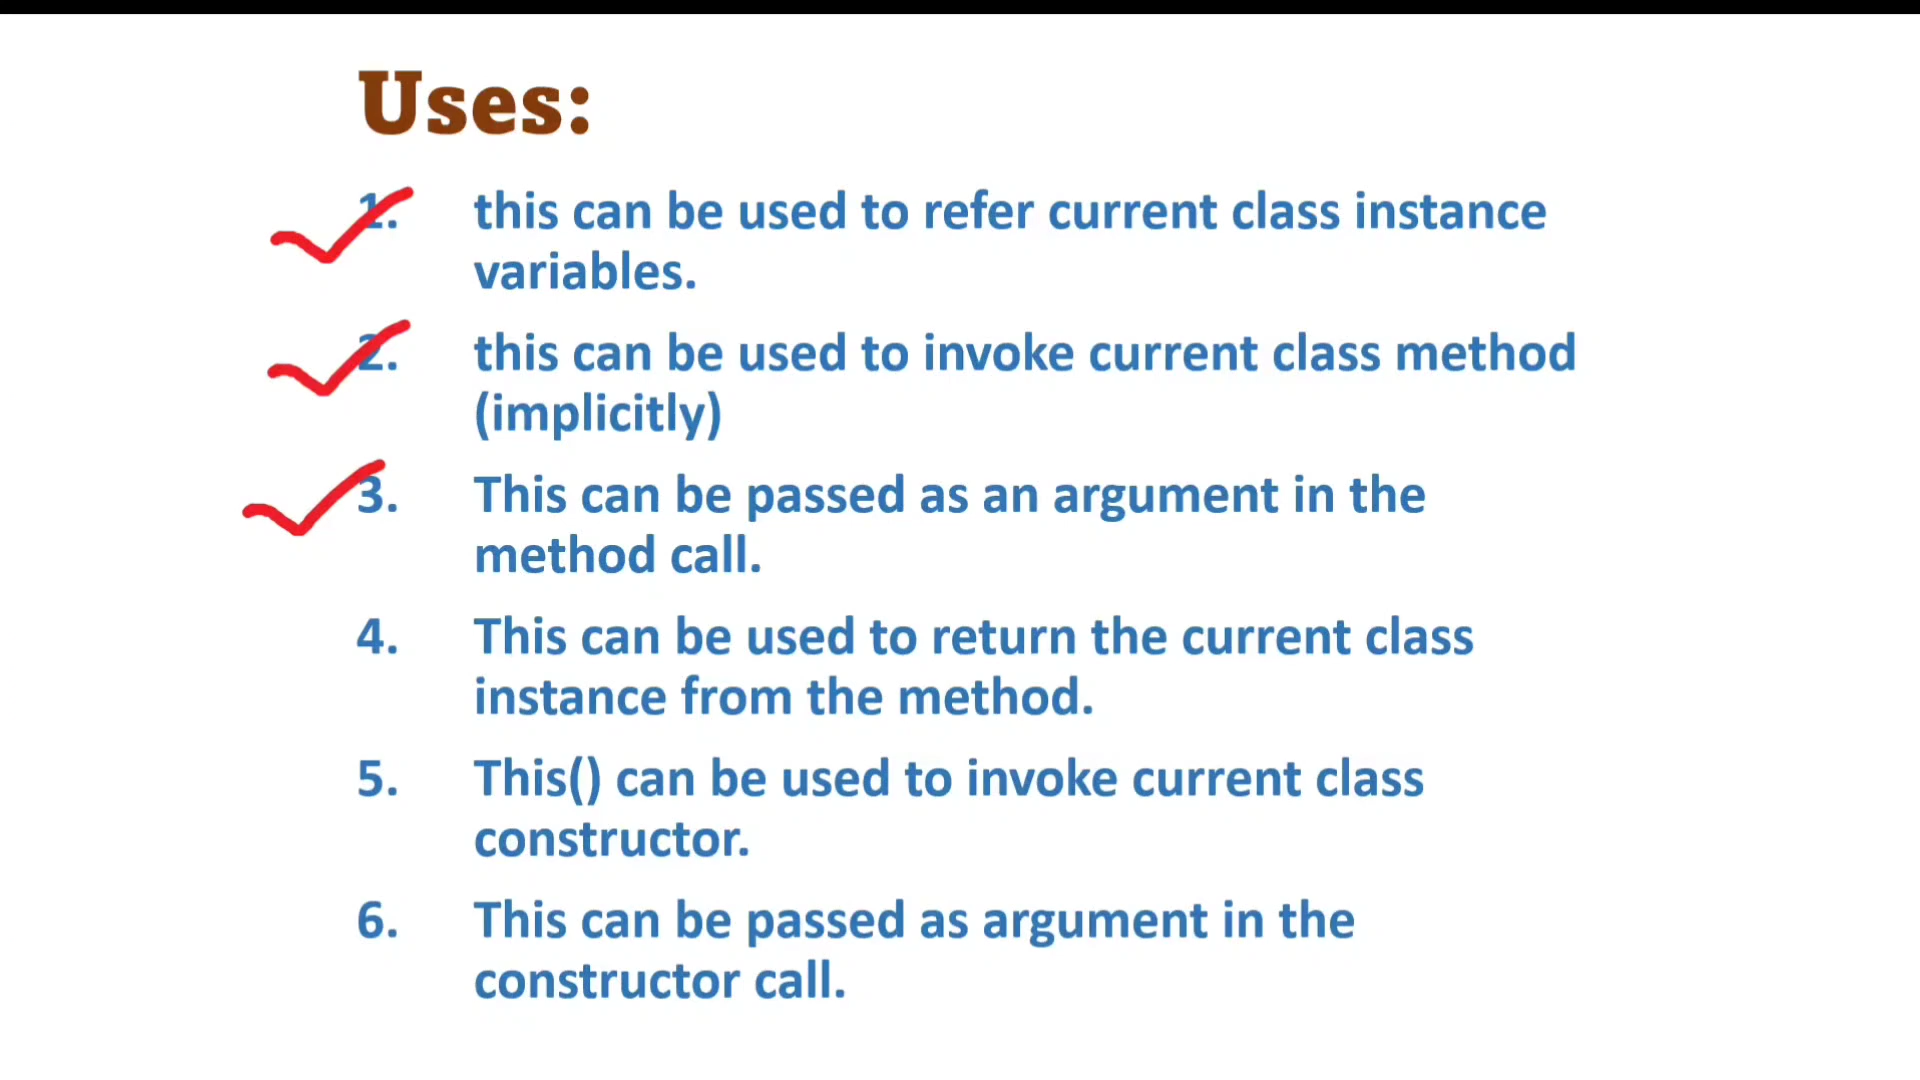 Uses:
1. this can be used to refer current class instance
variables.
2. this can be used to invoke current class method
(implicitly)
3. This can be passed as an argument in the
method call.
4. This can be used to return the current class
instance from the method.
5. This() can be used to invoke current class
constructor.
6. This can be passed as argument in the
constructor call.